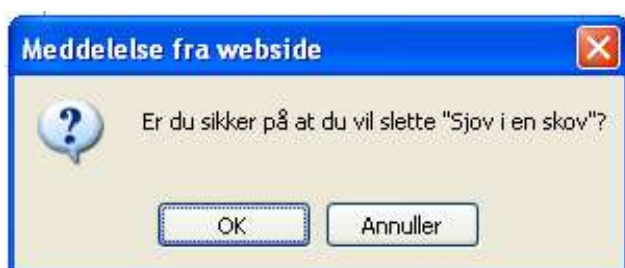 Meddelelse fra webside
Er du sikker på at du vil slette "Sjov i en skov"?
OK
Annuller